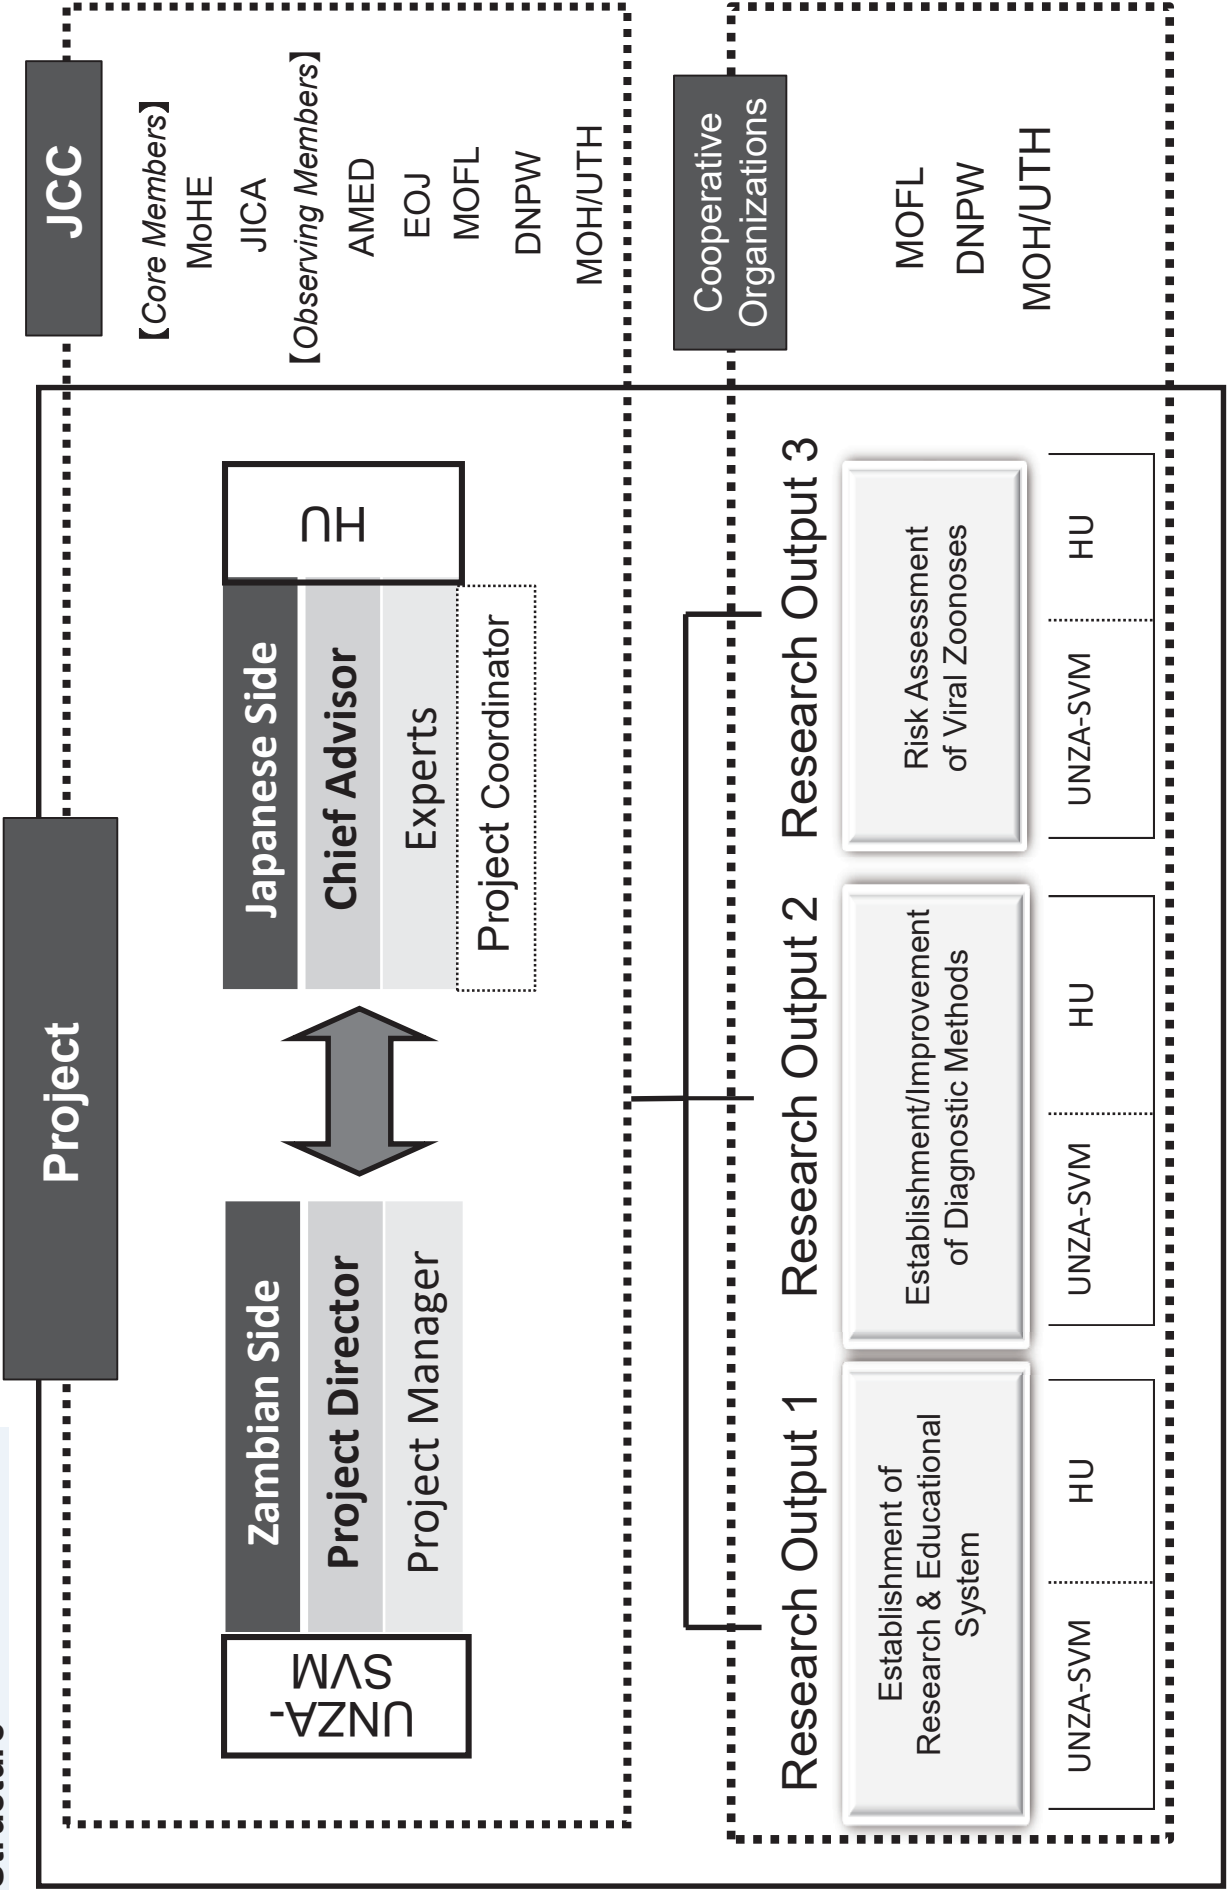 Structure
Project
JCC
Zambian Side
Project Director
Project Manager
UNZA-
SVM
Japanese Side
Chief Advisor
Experts
Project Coordinator
HU
【Core Members】
MoHE
JICA
【Observing Members】
AMED
EOJ
MOFL
DNPW
MOH/UTH
Research Output 1
Establishment of
Research & Educational
System
UNZA-SVM
HU
Research Output 2
Establishment/Improvement
of Diagnostic Methods
UNZA-SVM
HU
Research Output 3
Risk Assessment
of Viral Zoonoses
UNZA-SVM
HU
Cooperative
Organizations
MOFL
DNPW
MOH/UTH